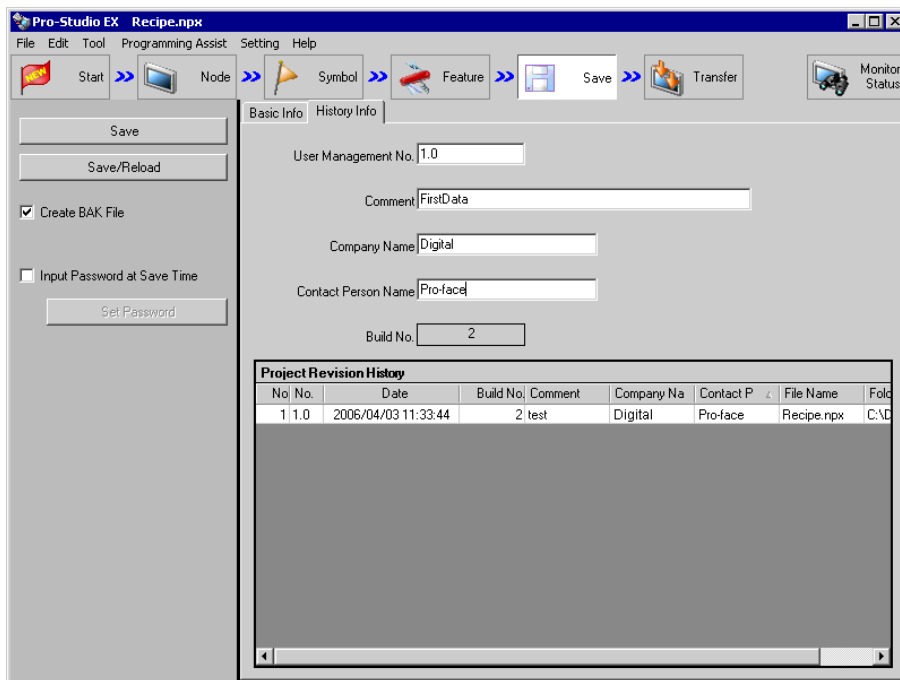 Pro-Studio EX Recipe.npx
File Edit Tool Programming Assist Setting Help
NEW Start Node Symbol Feature Save Transfer Monitor Status
Basic Info History Info
Save
Save/Reload
Create BAK File
Input Password at Save Time
Set Password
User Management No. 1.0
Comment FirstData
Company Name Digital
Contact Person Name Pro-face
Build No. 2
Project Revision History
No No. Date Build No. Comment Company Na Contact P File Name Fold
1 1.0 2006/04/03 11:33:44 2 test Digital Pro-face Recipe.npx C:\D